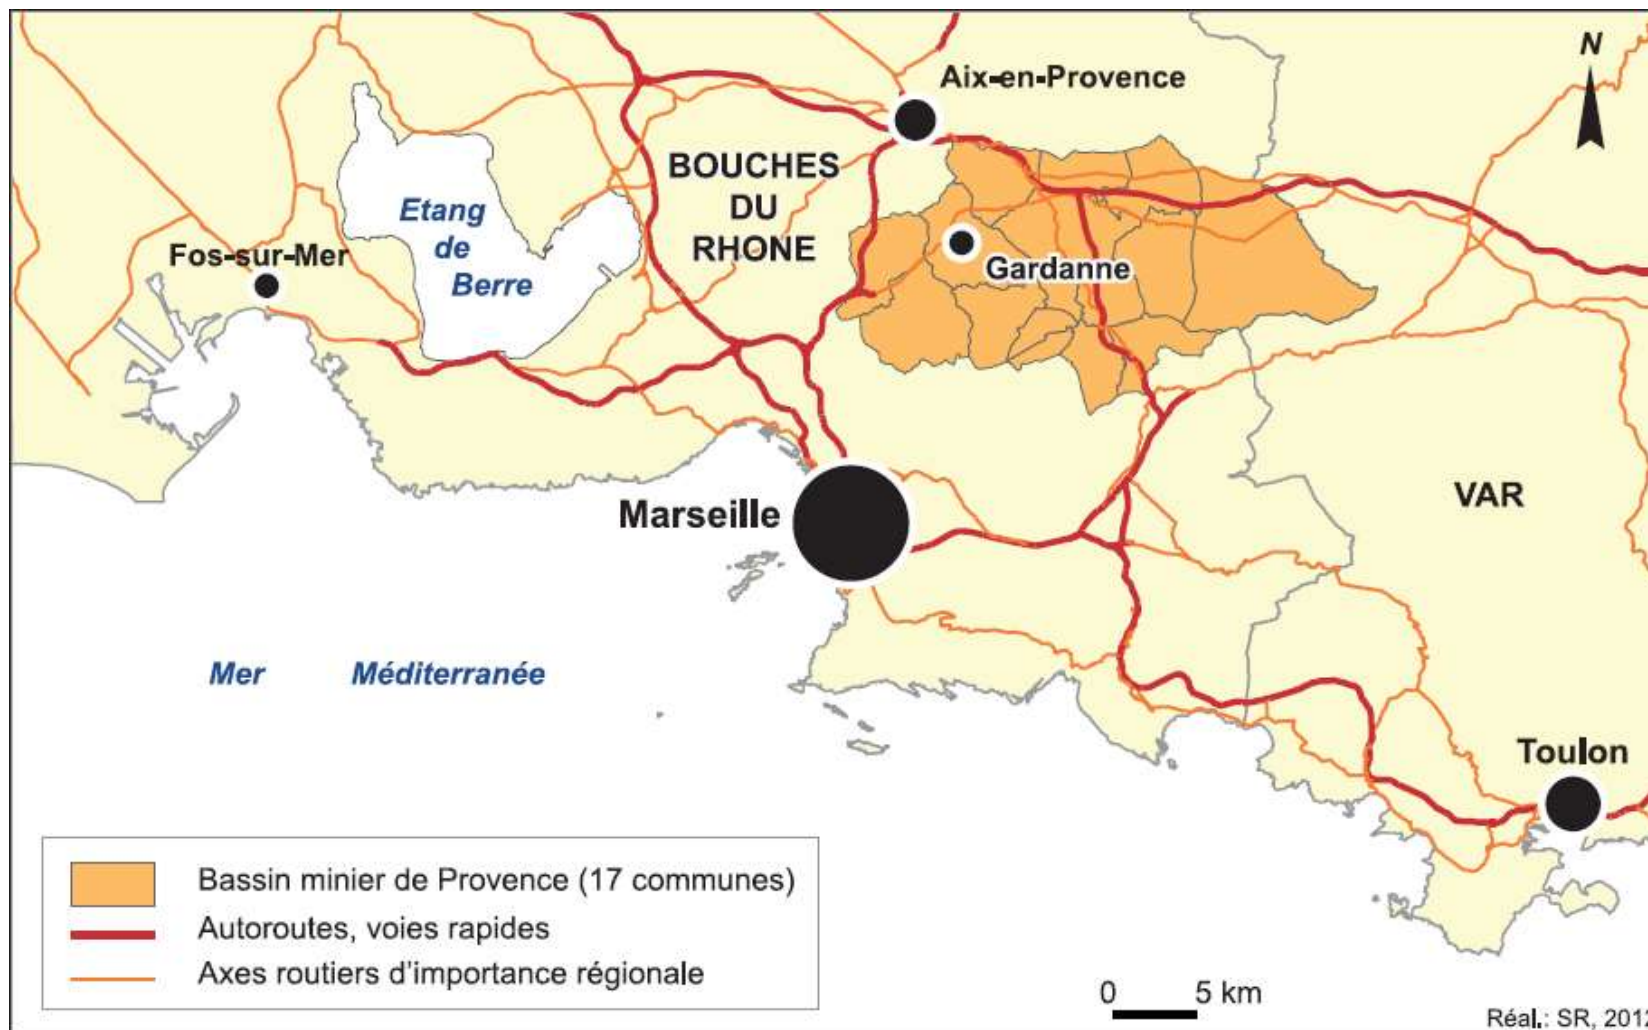 N
Aix-en-Provence
BOUCHES
DU
RHONE
Etang
de
Berre
Fos-sur-Mer
Gardanne
Marseille
VAR
Mer Méditerranée
Toulon
Bassin minier de Provence (17 communes)
Autoroutes, voies rapides
Axes routiers d'importance régionale
0 5 km
Réal.: SR,